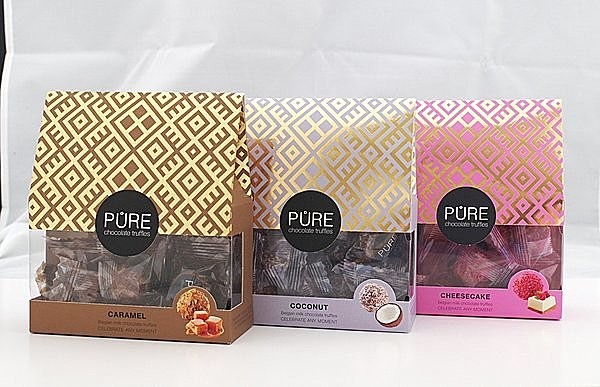 PURE
chocolate truffles
CARAMEL
Belgian milk chocolate truffles
CELEBRATE ANY MOMENT
PURE
chocolate truffles
PURE
COCONUT
Belgian milk chocolate truffles
CELEBRATE ANY MOMENT
PURE
chocolate truffles
CHEESECAKE
Belgian milk chocolate truffles
CELEBRATE ANY MOMENT